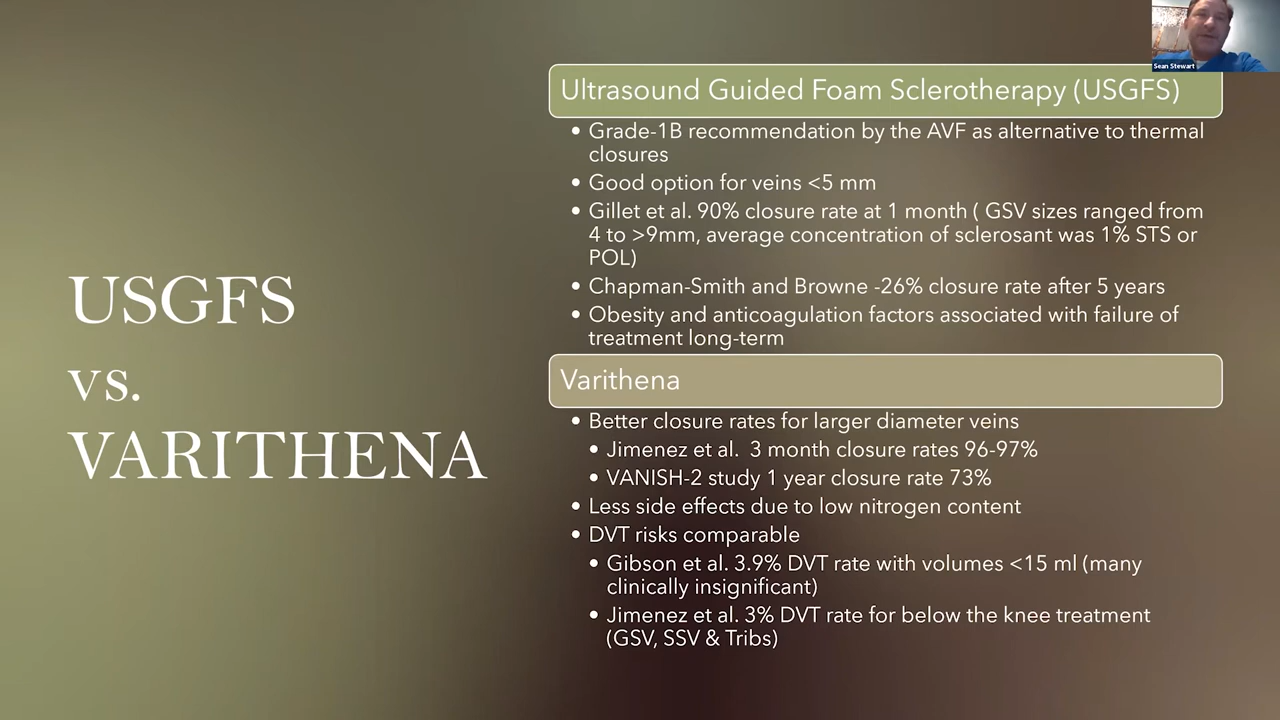 Sean Stewart
USGFS
vs.
VARITHENA
Ultrasound Guided Foam Sclerotherapy (USGFS)
• Grade-1B recommendation by the AVF as alternative to thermal
closures
• Good option for veins <5 mm
• Gillet et al. 90% closure rate at 1 month ( GSV sizes ranged from
4 to >9mm, average concentration of sclerosant was 1% STS or
POL)
• Chapman-Smith and Browne -26% closure rate after 5 years
• Obesity and anticoagulation factors associated with failure of
treatment long-term
Varithena
• Better closure rates for larger diameter veins
• Jimenez et al.  3 month closure rates 96-97%
• VANISH-2 study 1 year closure rate 73%
• Less side effects due to low nitrogen content
• DVT risks comparable
• Gibson et al. 3.9% DVT rate with volumes <15 ml (many
clinically insignificant)
• Jimenez et al. 3% DVT rate for below the knee treatment
(GSV, SSV & Tribs)